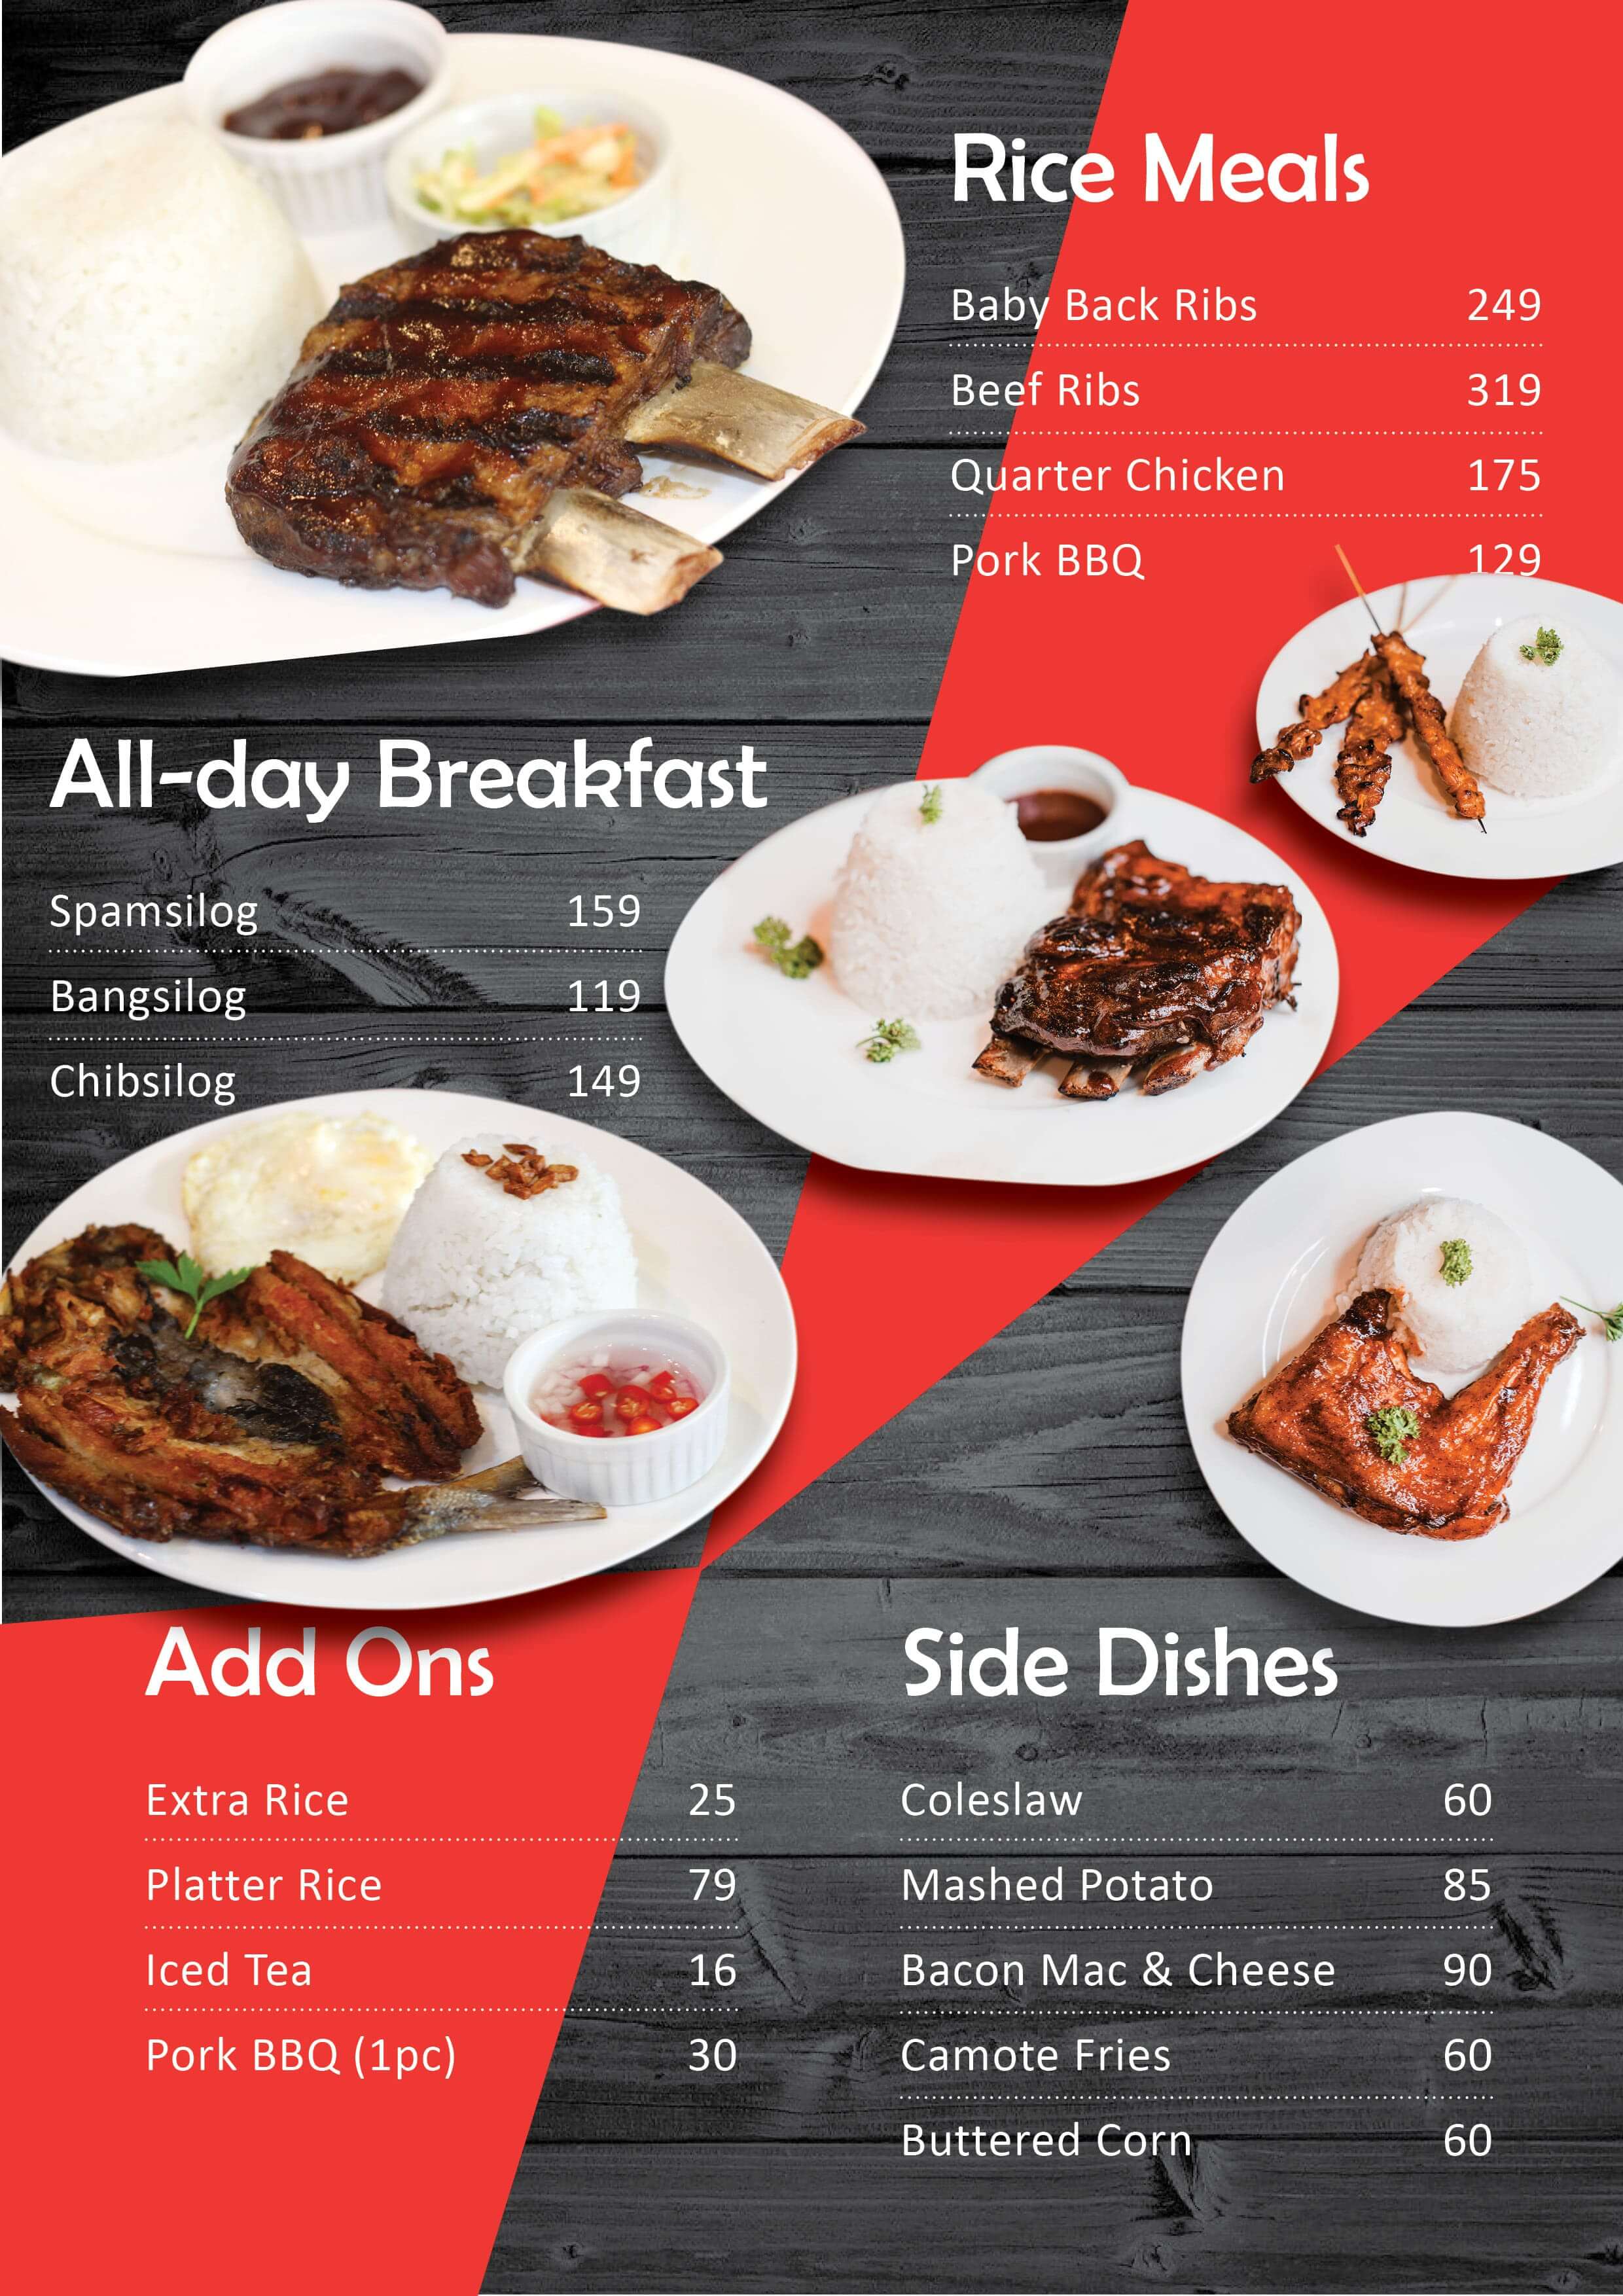 Rice Meals
Baby Back Ribs 249
Beef Ribs 319
Quarter Chicken 175
Pork BBQ 129
All-day Breakfast
Spamsilog 159
Bangsilog 119
Chibsilog 149
Add Ons
Extra Rice 25
Platter Rice 79
Iced Tea 16
Pork BBQ (1pc) 30
Side Dishes
Coleslaw 60
Mashed Potato 85
Bacon Mac & Cheese 90
Camote Fries 60
Buttered Corn 60